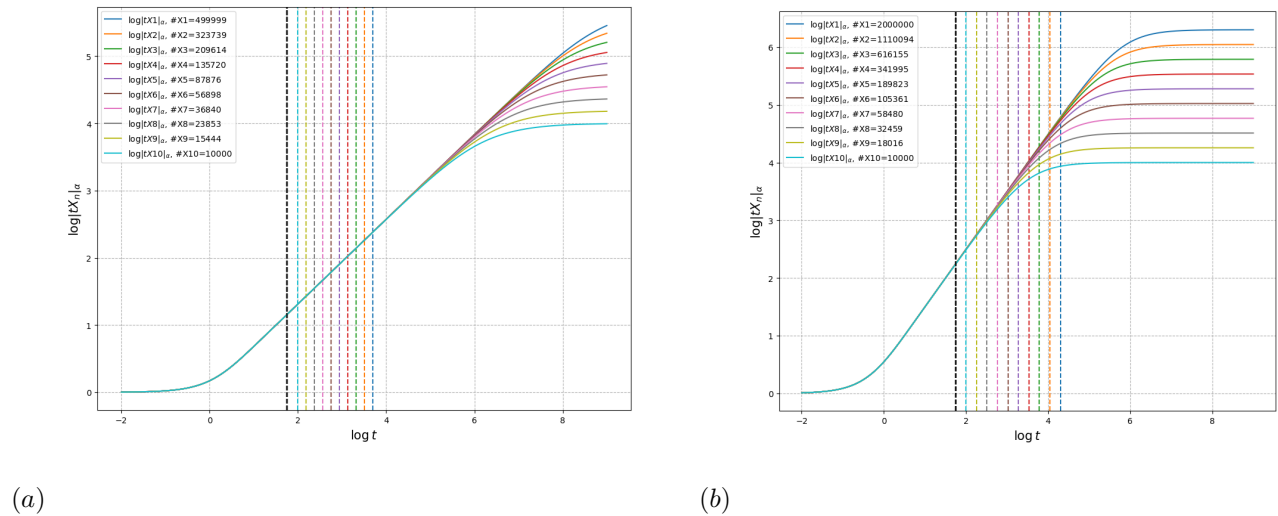 log|tX1|α, #X1=499999
log|tX2|α, #X2=323739
log|tX3|α, #X3=209614
log|tX4|α, #X4=135720
log|tX5|α, #X5=87876
log|tX6|α, #X6=56898
log|tX7|α, #X7=36840
log|tX8|α, #X8=23853
log|tX9|α, #X9=15444
log|tX10|α, #X10=10000
5
4
3
2
1
0
log|tXn|α
−2
0
2
4
6
8
log t
(a)
log|tX1|α, #X1=2000000
log|tX2|α, #X2=1110094
log|tX3|α, #X3=616155
log|tX4|α, #X4=341995
log|tX5|α, #X5=189823
log|tX6|α, #X6=105361
log|tX7|α, #X7=58480
log|tX8|α, #X8=32459
log|tX9|α, #X9=18016
log|tX10|α, #X10=10000
6
5
4
3
2
1
0
log|tXn|α
−2
0
2
4
6
8
log t
(b)